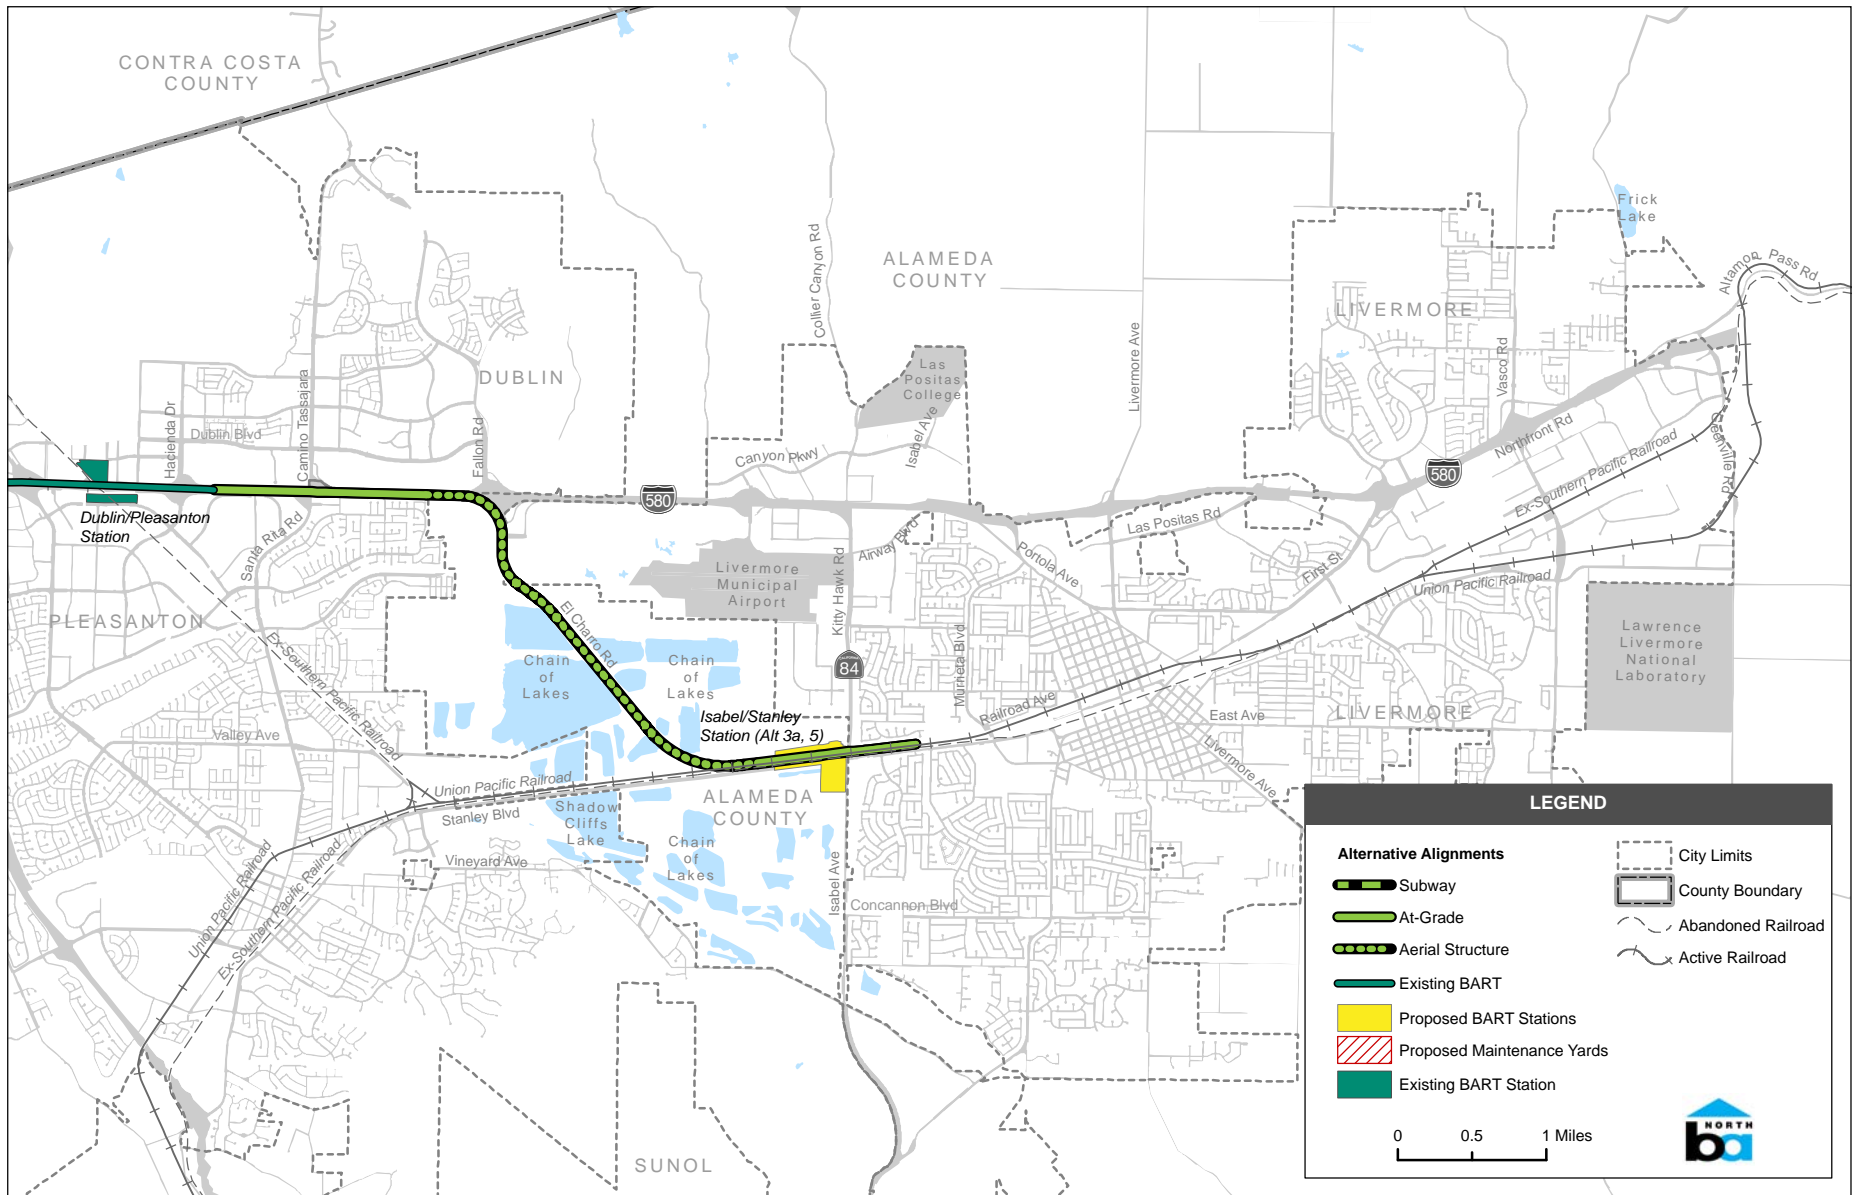 CONTRA COSTA
COUNTY
ALAMEDA
COUNTY
Collier Canyon Rd
Frick
Lake
Altamont Pass Rd
LIVERMORE
Livermore Ave
Vasco Rd
Las
Positas
College
Isabel Ave
DUBLIN
Camino Tassajara
Hacienda Dr
Dublin Blvd
Fallon Rd
Canyon Pkwy
Northfront Rd
Ex-Southern Pacific Railroad
Greenville Rd
580
580
Dublin/Pleasanton
Station
Santa Rita Rd
Las Positas Rd
Airway Blvd
Portola Ave
First St
Union Pacific Railroad
Livermore
Municipal
Airport
Kitty Hawk Rd
El Charro Rd
PLEASANTON
Ex-Southern Pacific Railroad
Chain
of
Lakes
Chain
of
Lakes
84
Murrieta Blvd
Lawrence
Livermore
National
Laboratory
Railroad Ave
East Ave
LIVERMORE
Isabel/Stanley
Station (Alt 3a, 5)
Valley Ave
Livermore Ave
Union Pacific Railroad
Stanley Blvd
Shadow
Cliffs
Lake
ALAMEDA
COUNTY
Chain
of
Lakes
Vineyard Ave
Isabel Ave
Concannon Blvd
Union Pacific Railroad
Ex-Southern Pacific Railroad
SUNOL
LEGEND
Alternative Alignments
Subway
At-Grade
Aerial Structure
Existing BART
Proposed BART Stations
Proposed Maintenance Yards
Existing BART Station
City Limits
County Boundary
Abandoned Railroad
Active Railroad
0 0.5 1 Miles
NORTH
ba